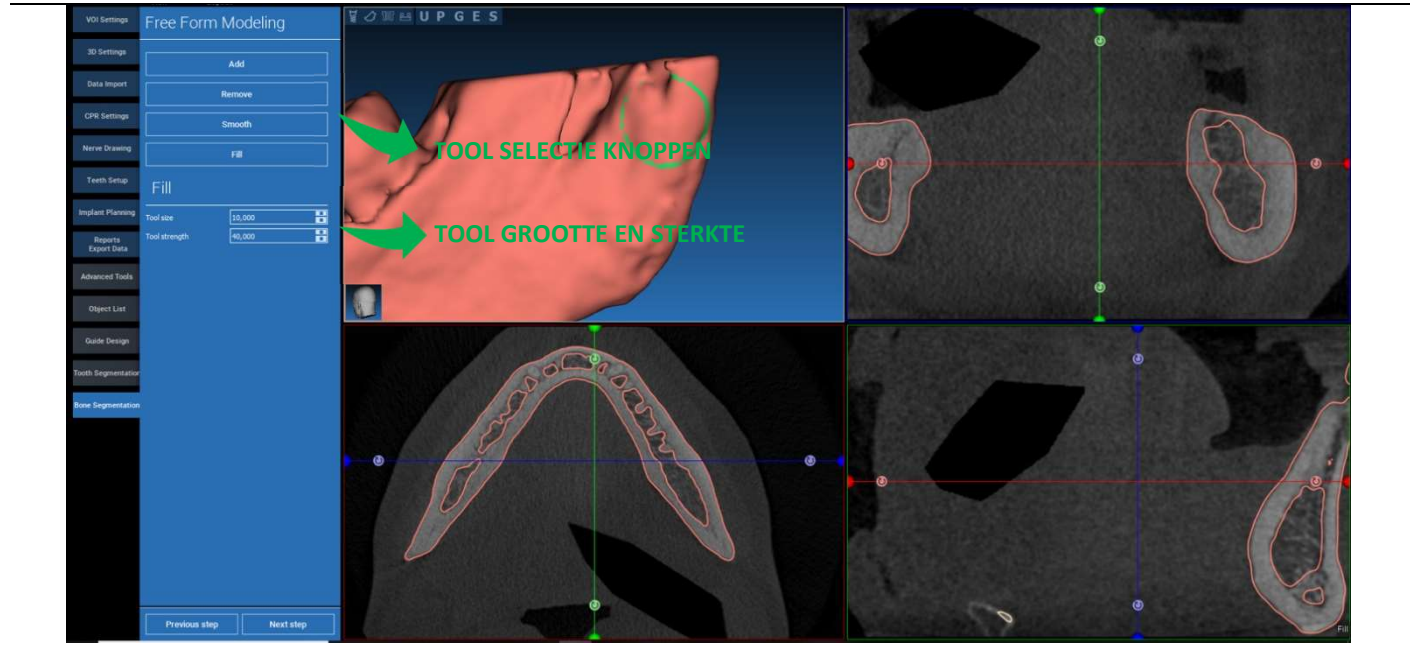 VOI Settings
3D Settings
Data Import
CPR Settings
Nerve Drawing
Teeth Setup
Implant Planning
Reports
Export Data
Advanced Tools
Object List
Guide Design
Tooth Segmentation
Bone Segmentation
Free Form Modeling
Add
Remove
Smooth
Fill
Fill
Tool size 10,000
Tool strength 40,000
Previous step Next step
U P G E S
TOOL SELECTIE KNOPPEN
TOOL GROOTTE EN STERKTE
Fill